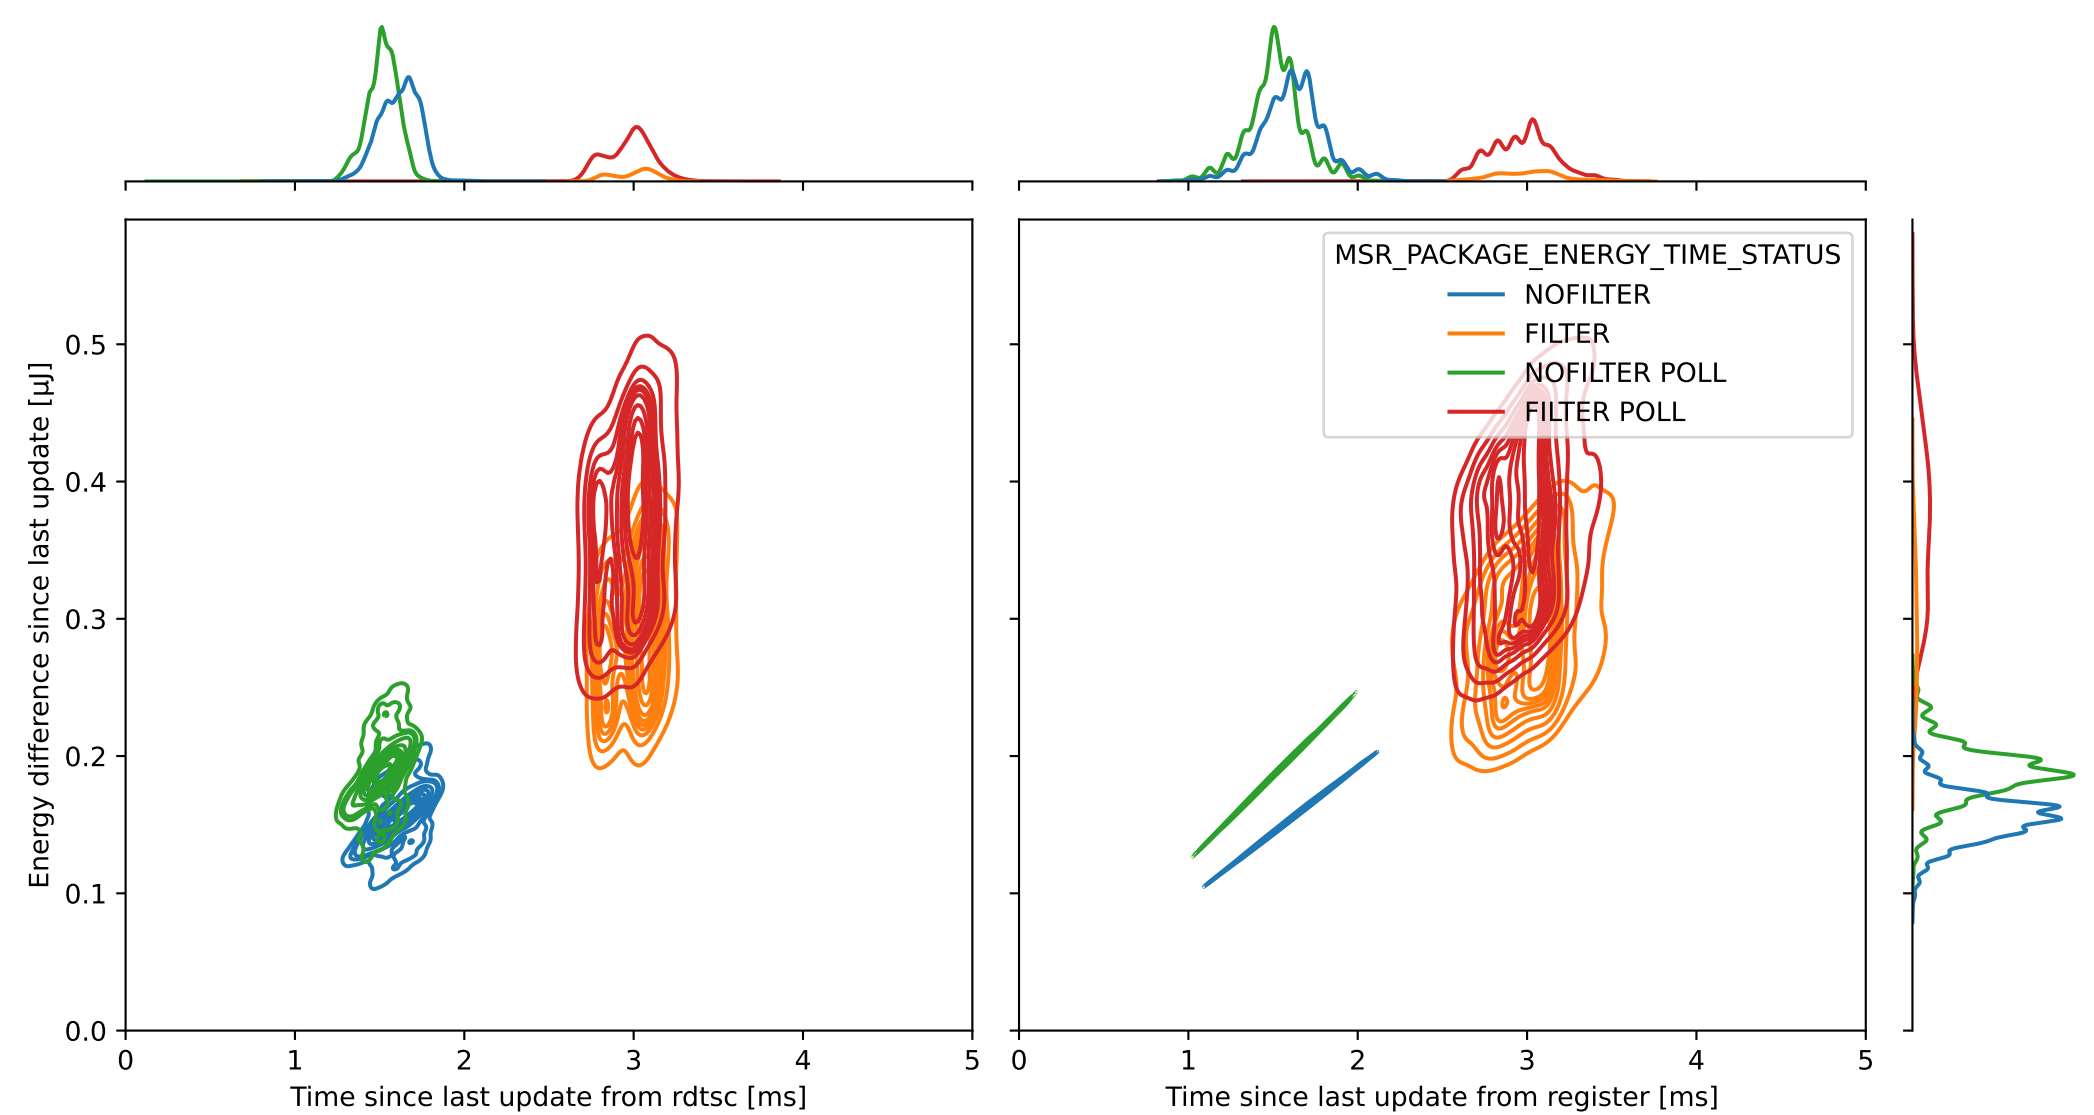 MSR_PACKAGE_ENERGY_TIME_STATUS
NOFILTER
FILTER
NOFILTER POLL
FILTER POLL
Energy difference since last update [µJ]
0.5
0.4
0.3
0.2
0.1
0.0
0 1 2 3 4 5
0 1 2 3 4 5
Time since last update from rdtsc [ms]
Time since last update from register [ms]